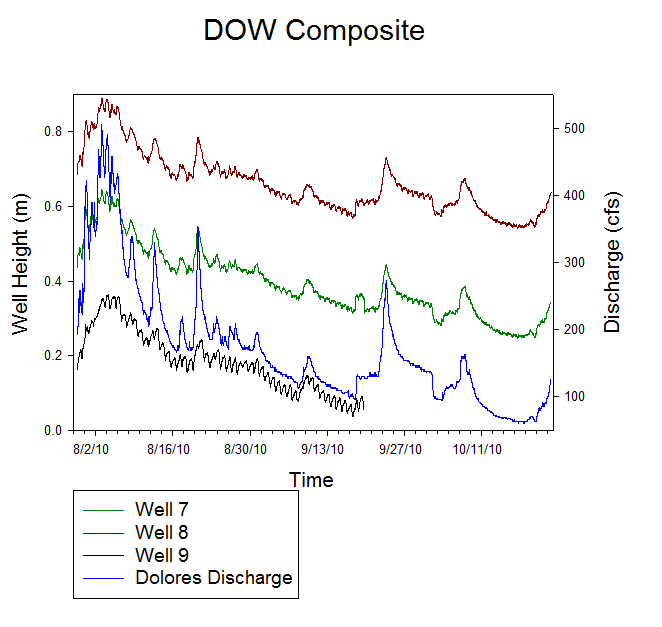 DOW Composite
0.8
0.6
0.4
0.2
0.0
Well Height (m)
500
400
300
200
100
Discharge (cfs)
8/2/10 8/16/10 8/30/10 9/13/10 9/27/10 10/11/10
Time
Well 7
Well 8
Well 9
Dolores Discharge